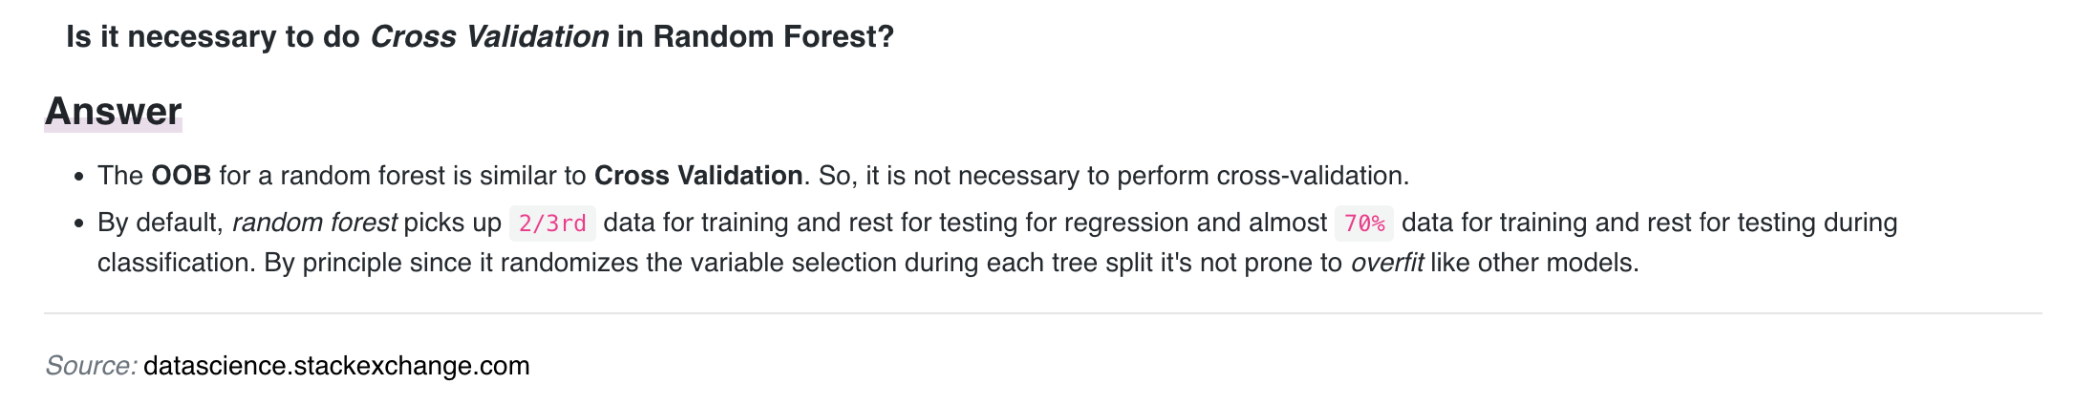 Is it necessary to do Cross Validation in Random Forest?
Answer
• The OOB for a random forest is similar to Cross Validation. So, it is not necessary to perform cross-validation.
• By default, random forest picks up 2/3rd data for training and rest for testing for regression and almost 70% data for training and rest for testing during
classification. By principle since it randomizes the variable selection during each tree split it's not prone to overfit like other models.
Source: datascience.stackexchange.com